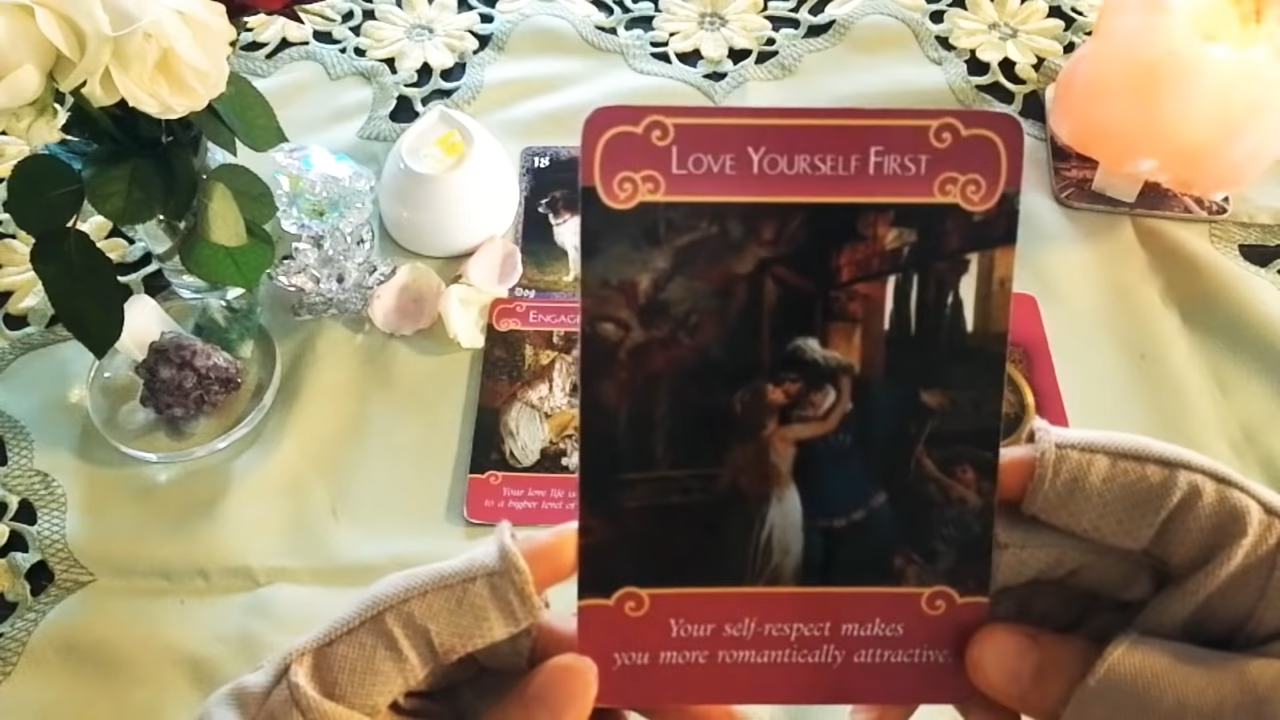 18
Dog
LOVE YOURSELF FIRST
Your self-respect makes
you more romantically attractive.
Your love life is
to a higher level of